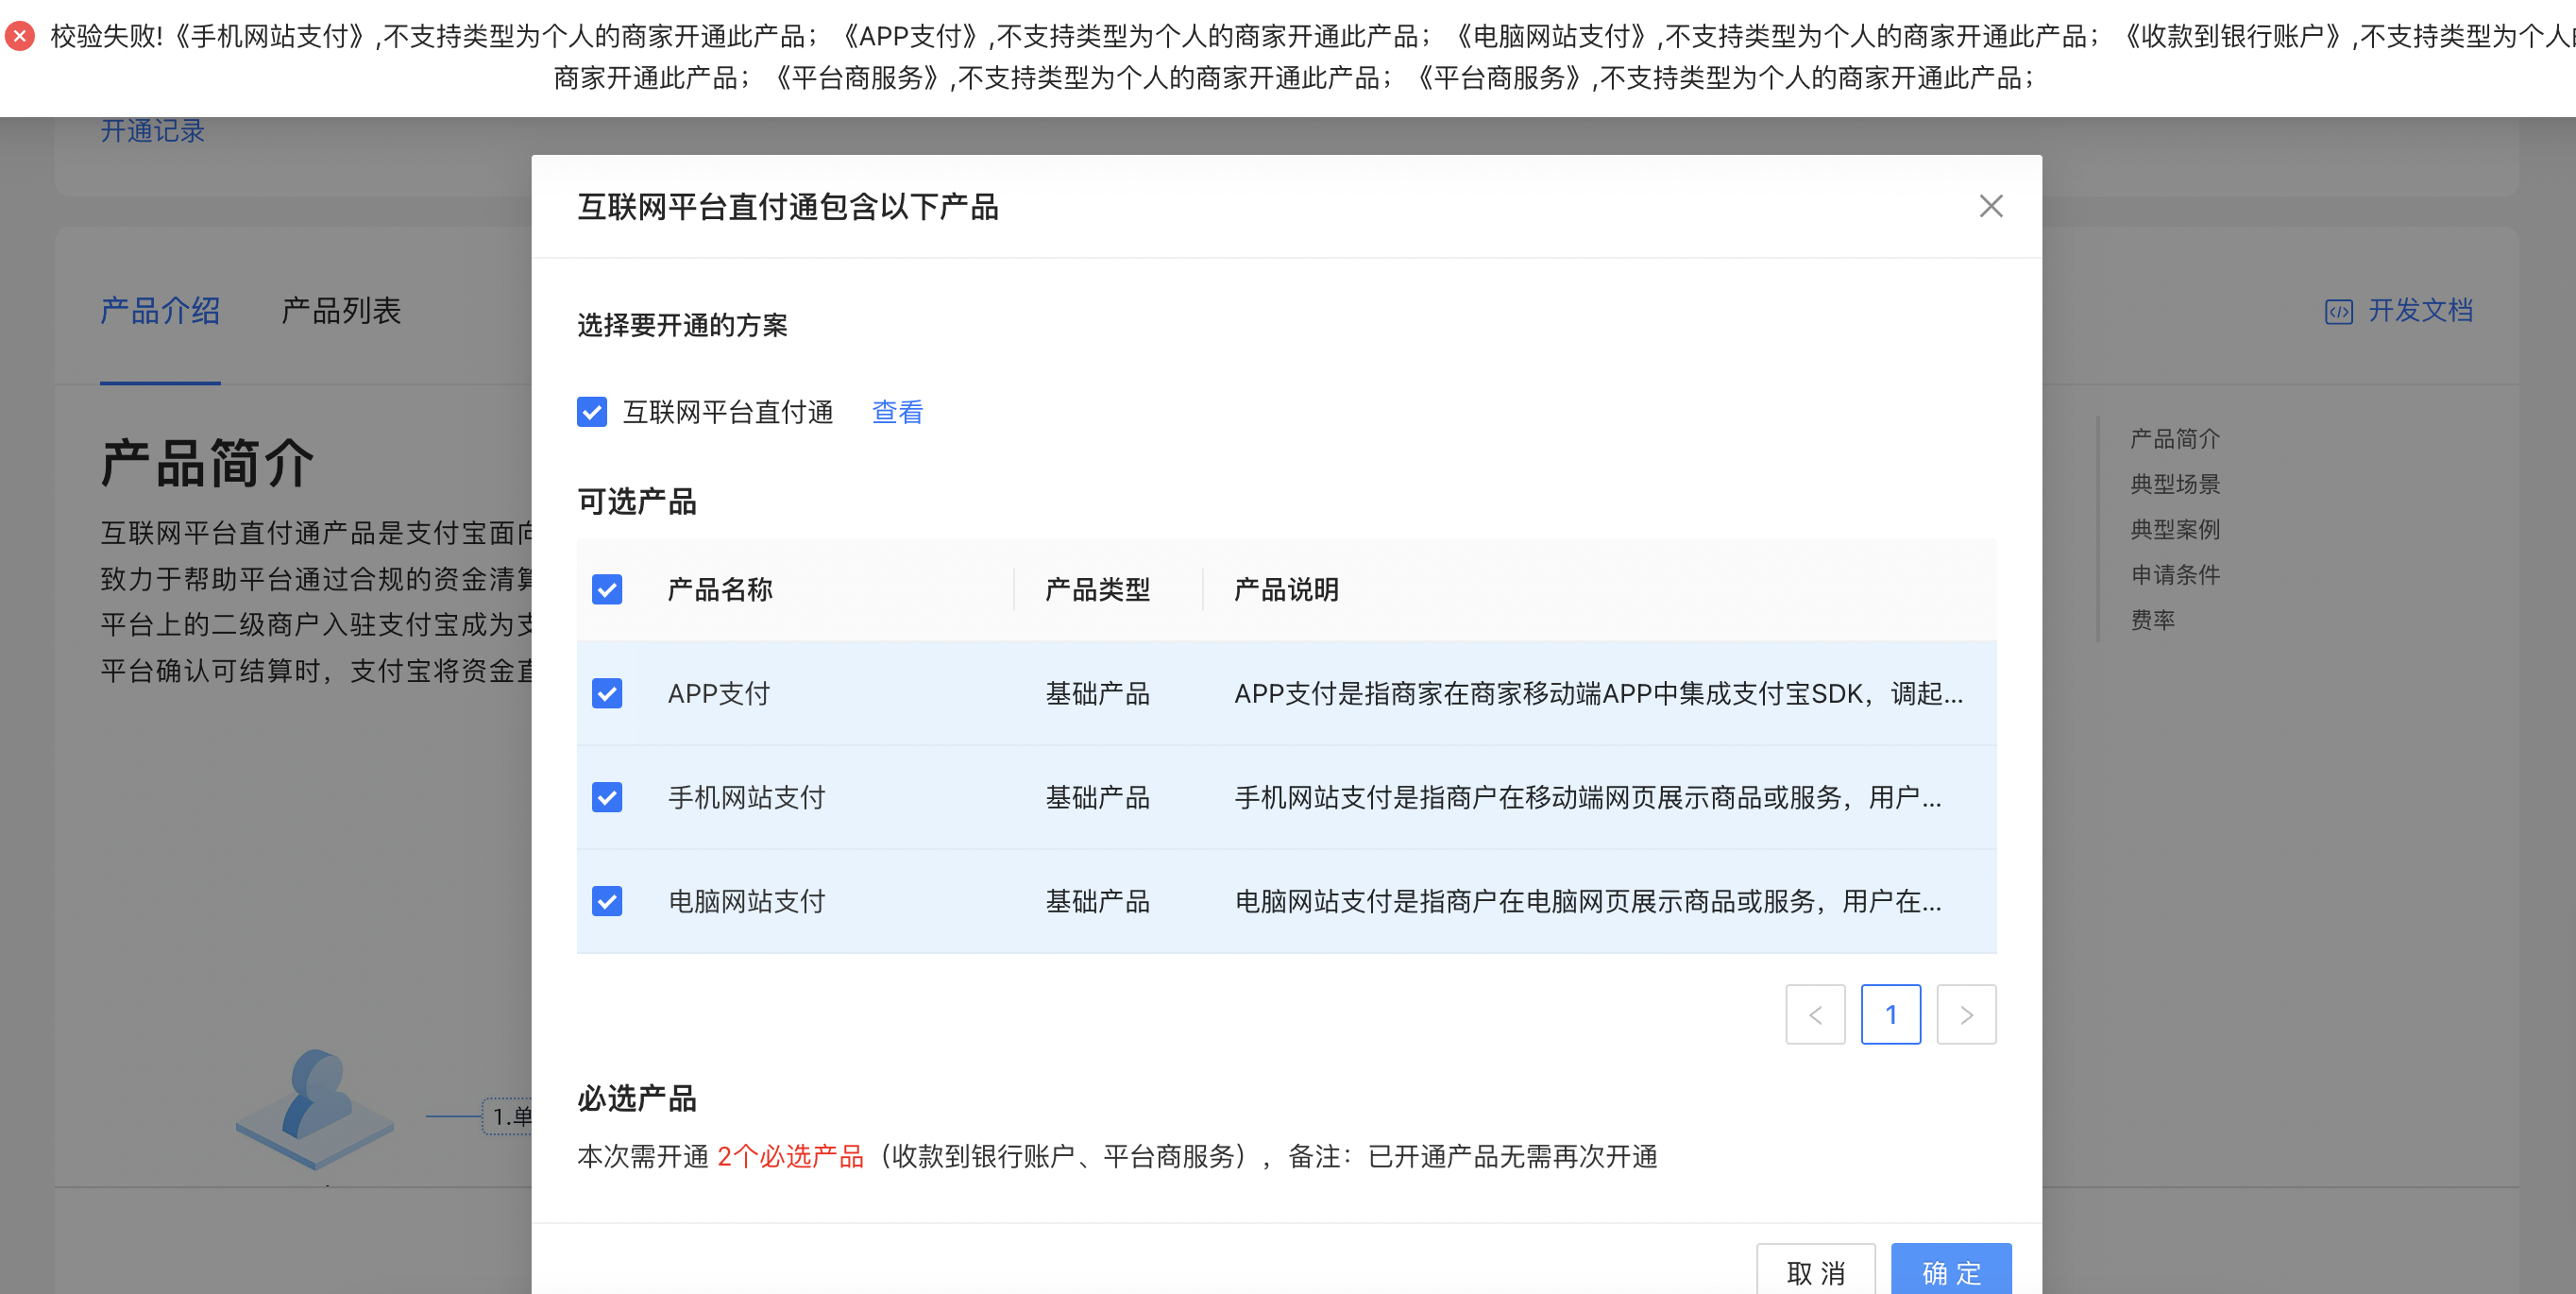 校验失败!《手机网站支付》,不支持类型为个人的商家开通此产品；《APP支付》,不支持类型为个人的商家开通此产品；《电脑网站支付》,不支持类型为个人的商家开通此产品；《收款到银行账户》,不支持类型为个人
商家开通此产品；《平台商服务》,不支持类型为个人的商家开通此产品；《平台商服务》,不支持类型为个人的商家开通此产品；
开通记录
互联网平台直付通包含以下产品
产品介绍 产品列表
开发文档
选择要开通的方案
互联网平台直付通 查看
产品简介
互联网平台直付通产品是支付宝面向
致力于帮助平台通过合规的资金清算
平台上的二级商户入驻支付宝成为支
平台确认可结算时，支付宝将资金直
可选产品
产品名称 产品类型 产品说明
APP支付 基础产品 APP支付是指商家在商家移动端APP中集成支付宝SDK，调起...
手机网站支付 基础产品 手机网站支付是指商户在移动端网页展示商品或服务，用户...
电脑网站支付 基础产品 电脑网站支付是指商户在电脑网页展示商品或服务，用户在...
< 1 >
产品简介
典型场景
典型案例
申请条件
费率
1.单
必选产品
本次需开通 2个必选产品（收款到银行账户、平台商服务），备注：已开通产品无需再次开通
取 消 确 定